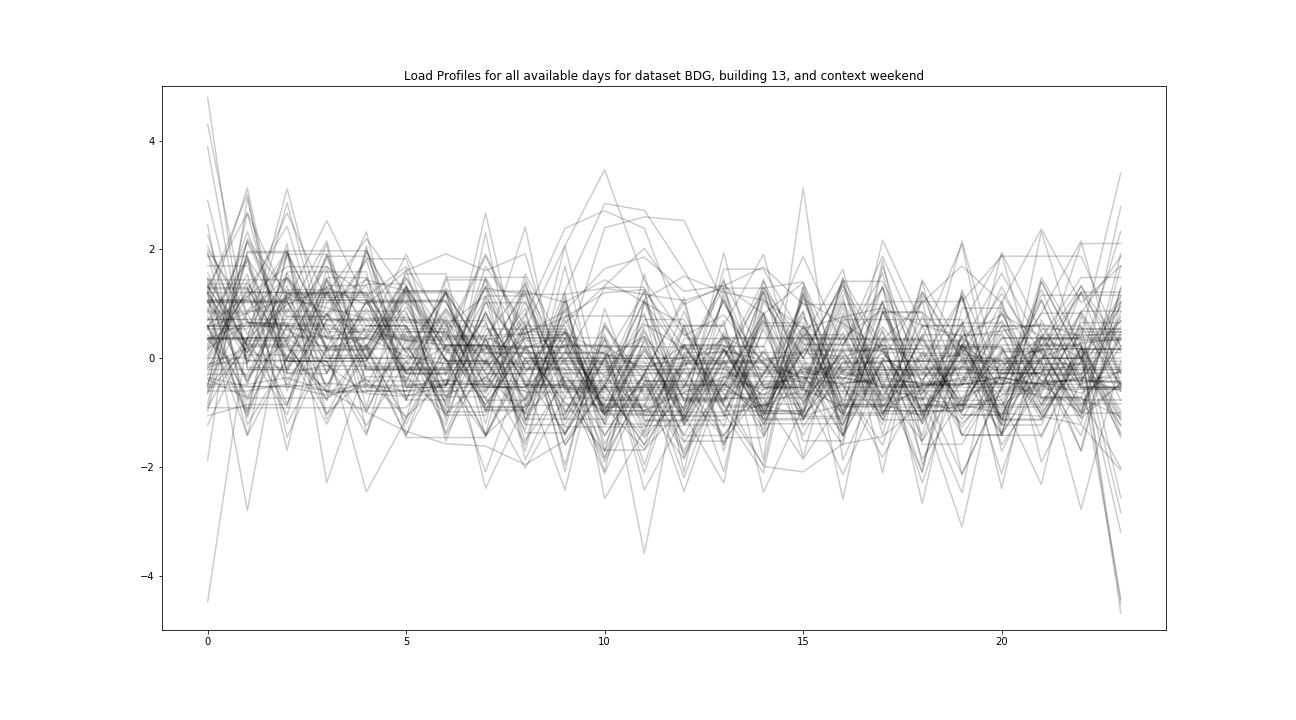 Load Profiles for all available days for dataset BDG, building 13, and context weekend
4
2
0
−2
−4
0 5 10 15 20